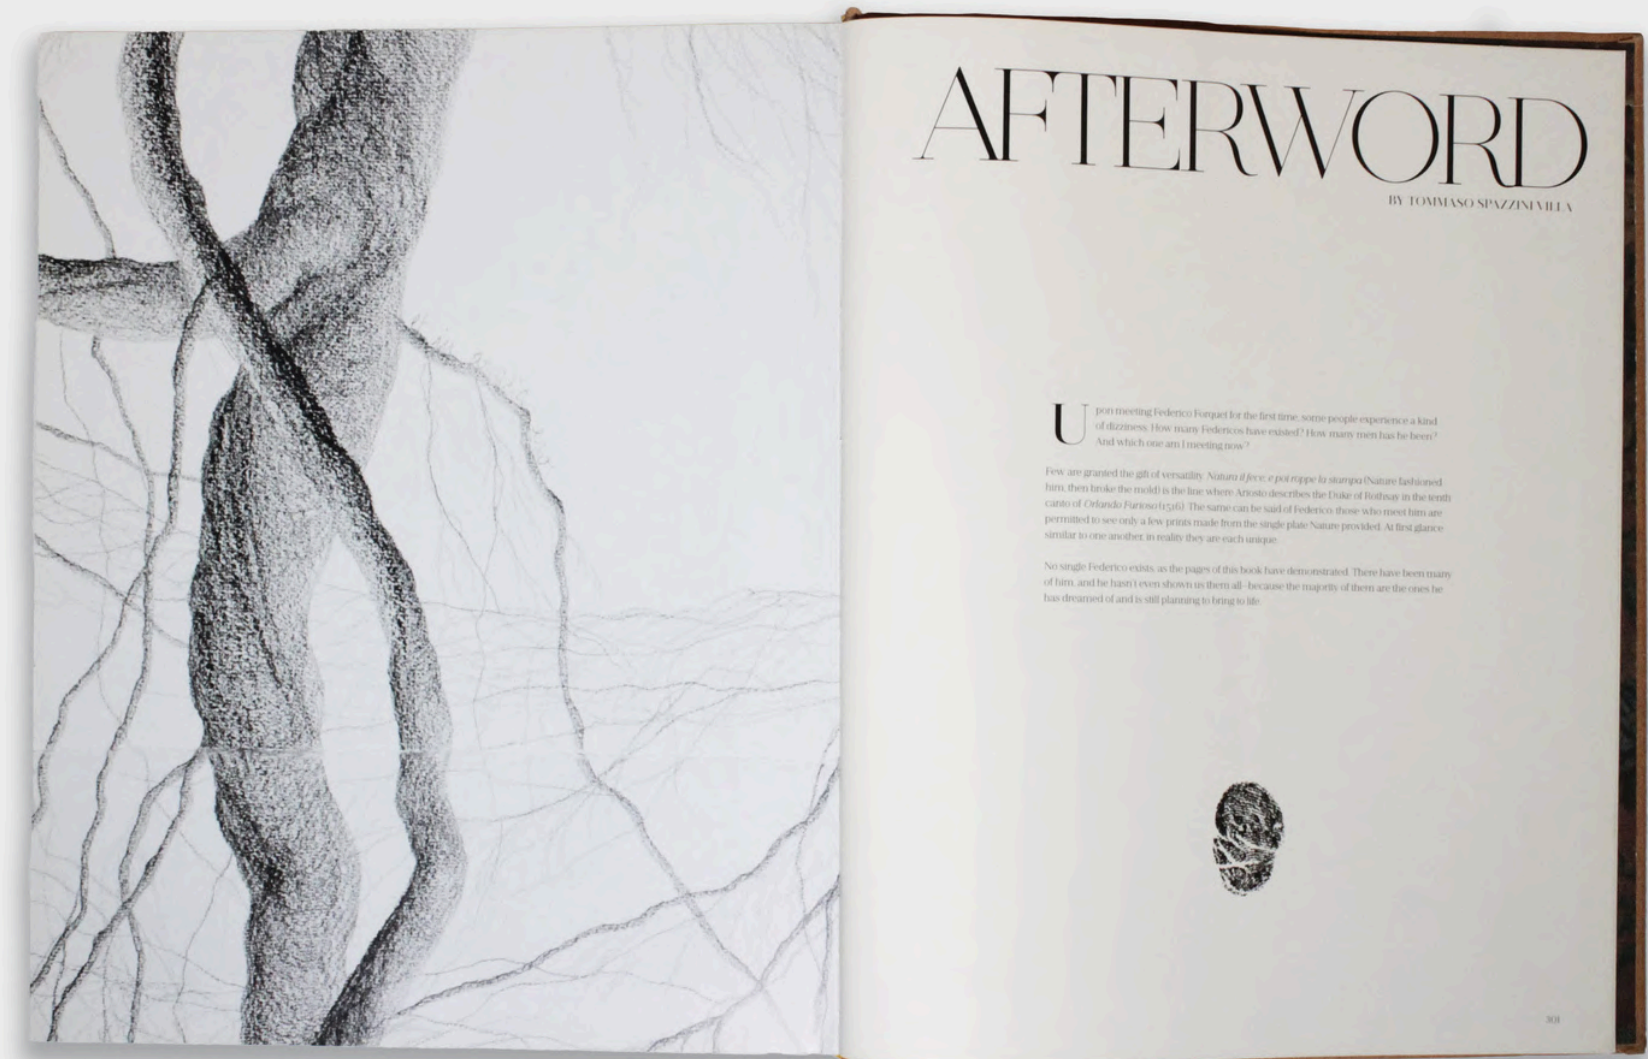 AFTERWORD
BY TOMMASO SPAZZINI VILLA
Upon meeting Federico Forquet for the first time, some people experience a kind
of dizziness. How many Federicos have existed? How many men has he been?
And which one am I meeting now?
Few are granted the gift of versatility. Natura il fece, e poi roppe la stampa (Nature fashioned
him, then broke the mold) is the line where Ariosto describes the Duke of Rothsay in the tenth
canto of Orlando Furioso (1516). The same can be said of Federico: those who meet him are
permitted to see only a few prints made from the single plate Nature provided. At first glance
similar to one another, in reality they are each unique.
No single Federico exists, as the pages of this book have demonstrated. There have been many
of him, and he hasn't even shown us them all—because the majority of them are the ones he
has dreamed of and is still planning to bring to life.